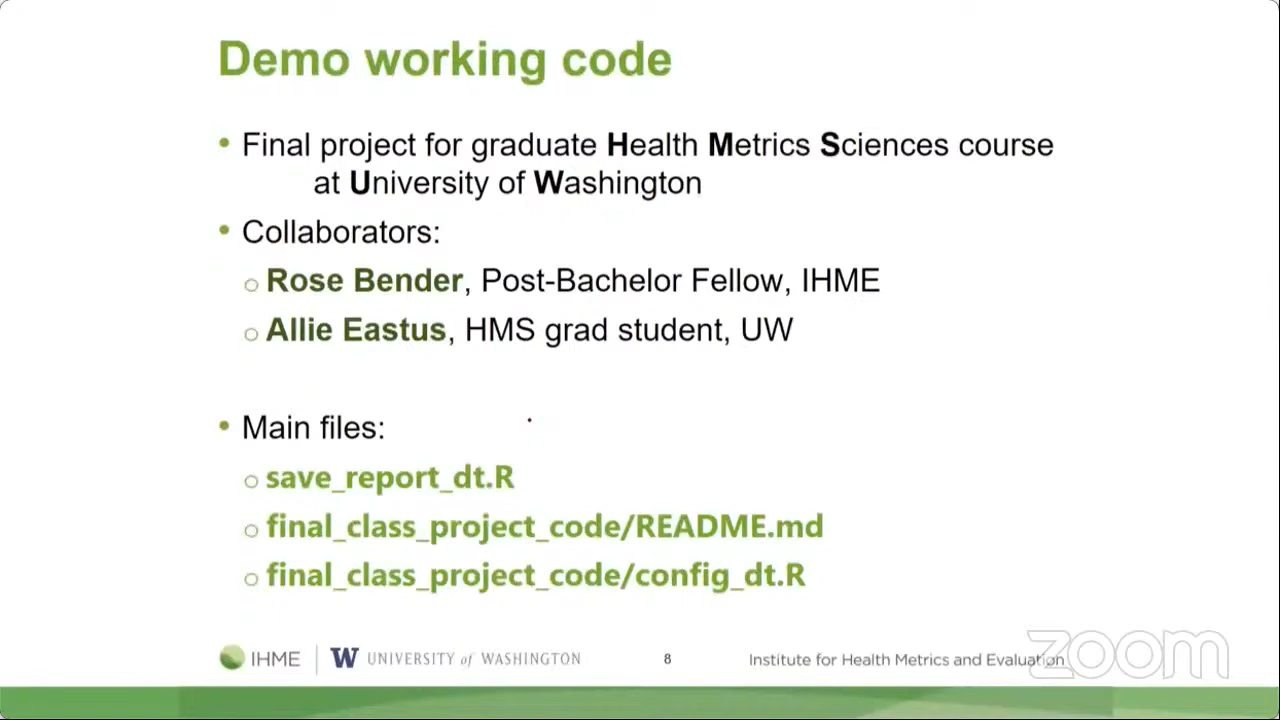 Demo working code
• Final project for graduate Health Metrics Sciences course
at University of Washington
• Collaborators:
o Rose Bender, Post-Bachelor Fellow, IHME
o Allie Eastus, HMS grad student, UW
• Main files:
o save_report_dt.R
o final_class_project_code/README.md
o final_class_project_code/config_dt.R
IHME | W UNIVERSITY of WASHINGTON 8 Institute for Health Metrics and Evaluation
zoom